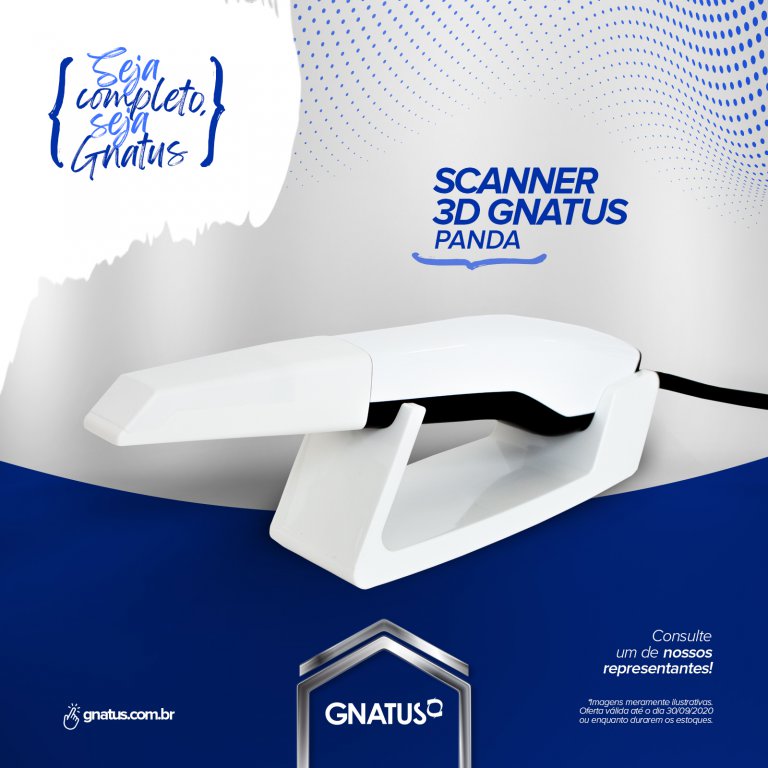 Seja
completo,
seja
Gnatus
SCANNER
3D GNATUS
PANDA
Consulte
um de nossos
representantes!
*Imagens meramente ilustrativas.
Oferta válida até o dia 30/09/2020
ou enquanto durarem os estoques.
gnatus.com.br
GNATUS